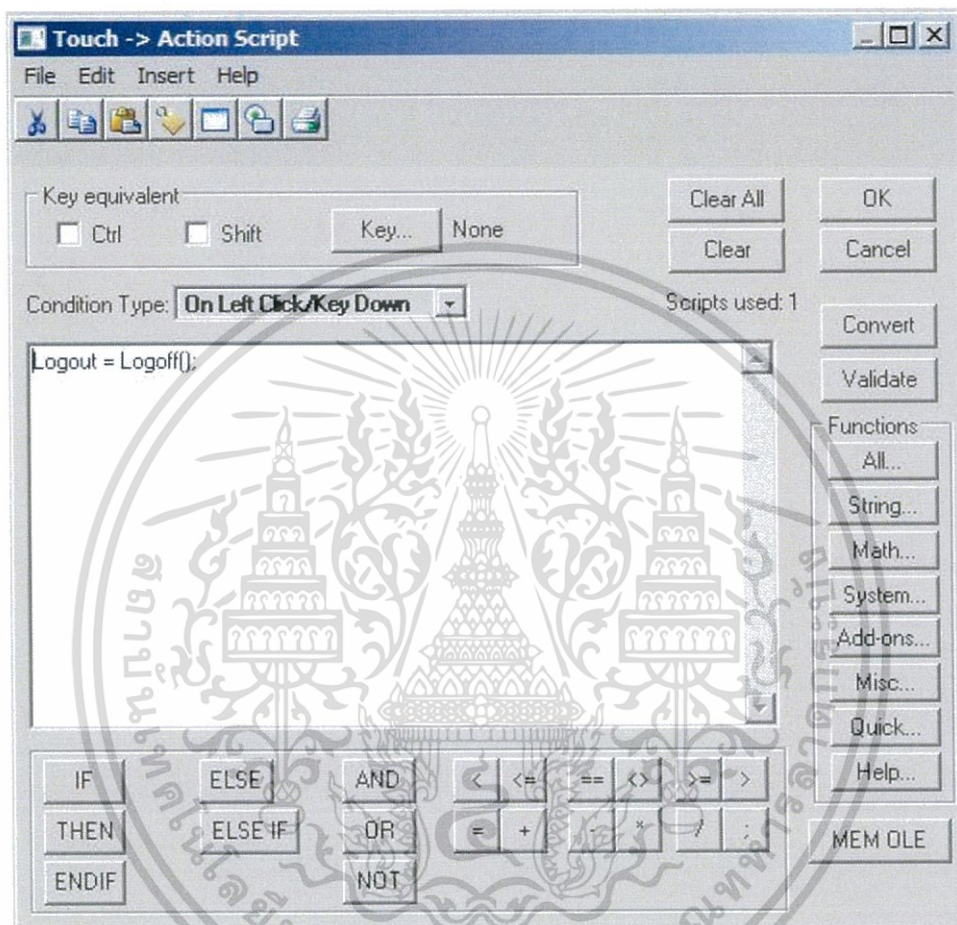 Touch -> Action Script
File Edit Insert Help
Key equivalent
Ctrl Shift Key... None
Clear All OK
Clear Cancel
Condition Type: On Left Click/Key Down Scripts used: 1
Convert
Logout = Logoff();
Validate
Functions
All...
String...
Math...
System...
Add-ons...
Misc...
Quick...
Help...
IF ELSE AND < <= == <> >= >
THEN ELSE IF OR = + - * / ;
ENDIF NOT
MEM OLE